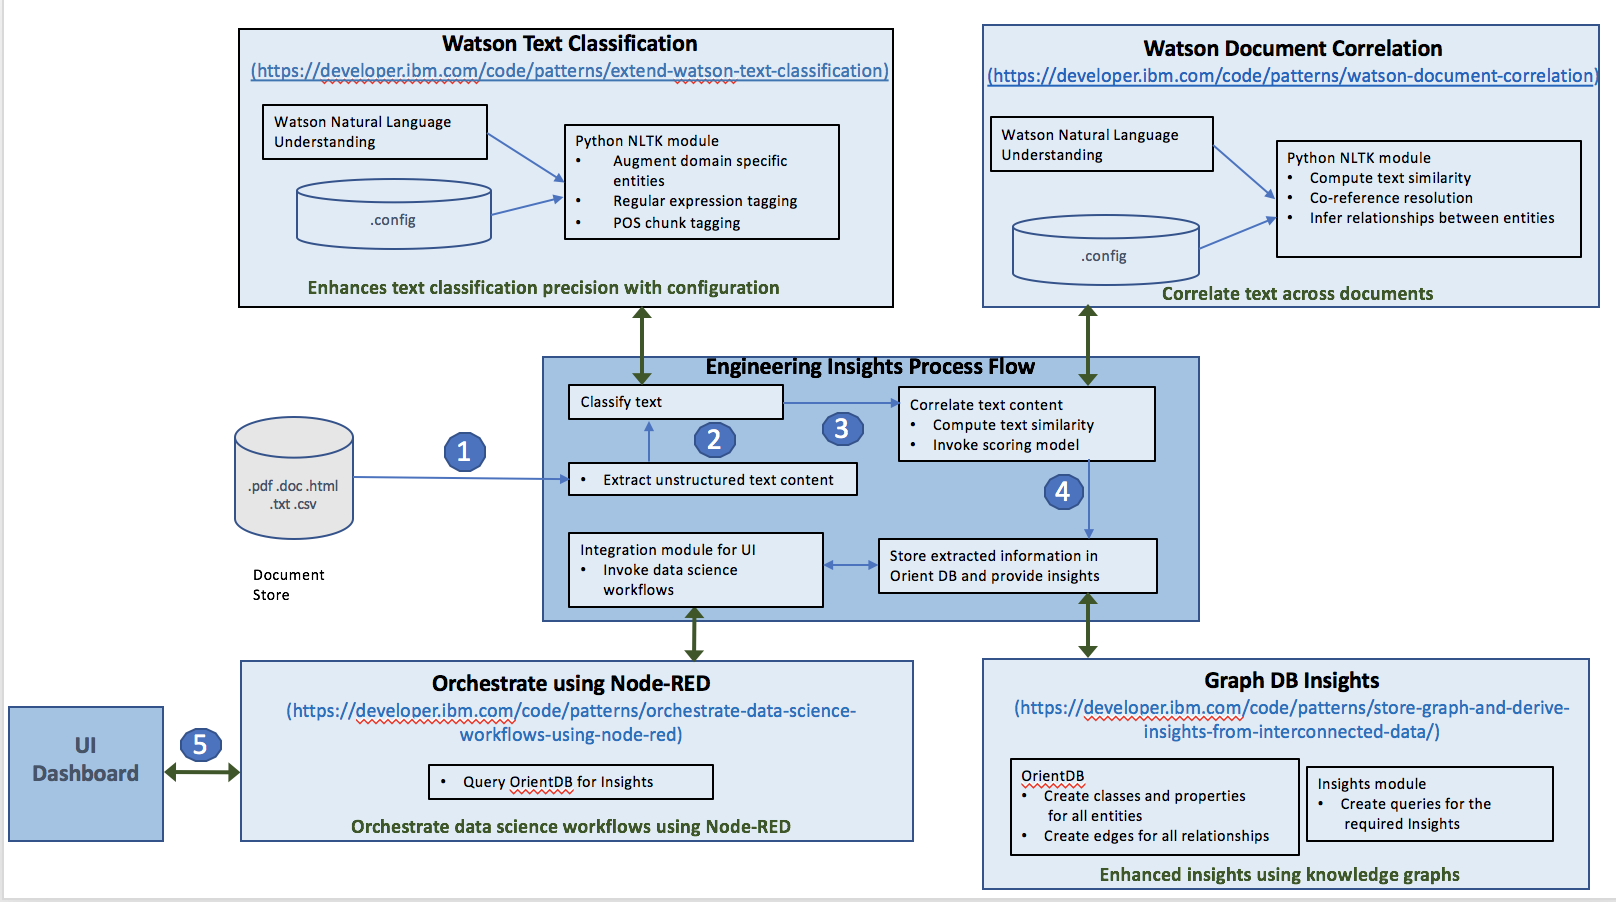 Watson Text Classification
(https://developer.ibm.com/code/patterns/extend-watson-text-classification)
Watson Natural Language
Understanding
.config
Python NLTK module
• Augment domain specific
entities
• Regular expression tagging
• POS chunk tagging
Enhances text classification precision with configuration
Watson Document Correlation
(https://developer.ibm.com/code/patterns/watson-document-correlation)
Watson Natural Language
Understanding
.config
Python NLTK module
• Compute text similarity
• Co-reference resolution
• Infer relationships between entities
Correlate text across documents
Engineering Insights Process Flow
Classify text
3
Correlate text content
• Compute text similarity
• Invoke scoring model
2
1
• Extract unstructured text content
4
.pdf .doc .html
.txt .csv
Document
Store
Integration module for UI
• Invoke data science
workflows
Store extracted information in
Orient DB and provide insights
UI
Dashboard
5
Orchestrate using Node-RED
(https://developer.ibm.com/code/patterns/orchestrate-data-science-
workflows-using-node-red)
• Query OrientDB for Insights
Orchestrate data science workflows using Node-RED
Graph DB Insights
(https://developer.ibm.com/code/patterns/store-graph-and-derive-
insights-from-interconnected-data/)
OrientDB
• Create classes and properties
for all entities
• Create edges for all relationships
Insights module
• Create queries for the
required Insights
Enhanced insights using knowledge graphs